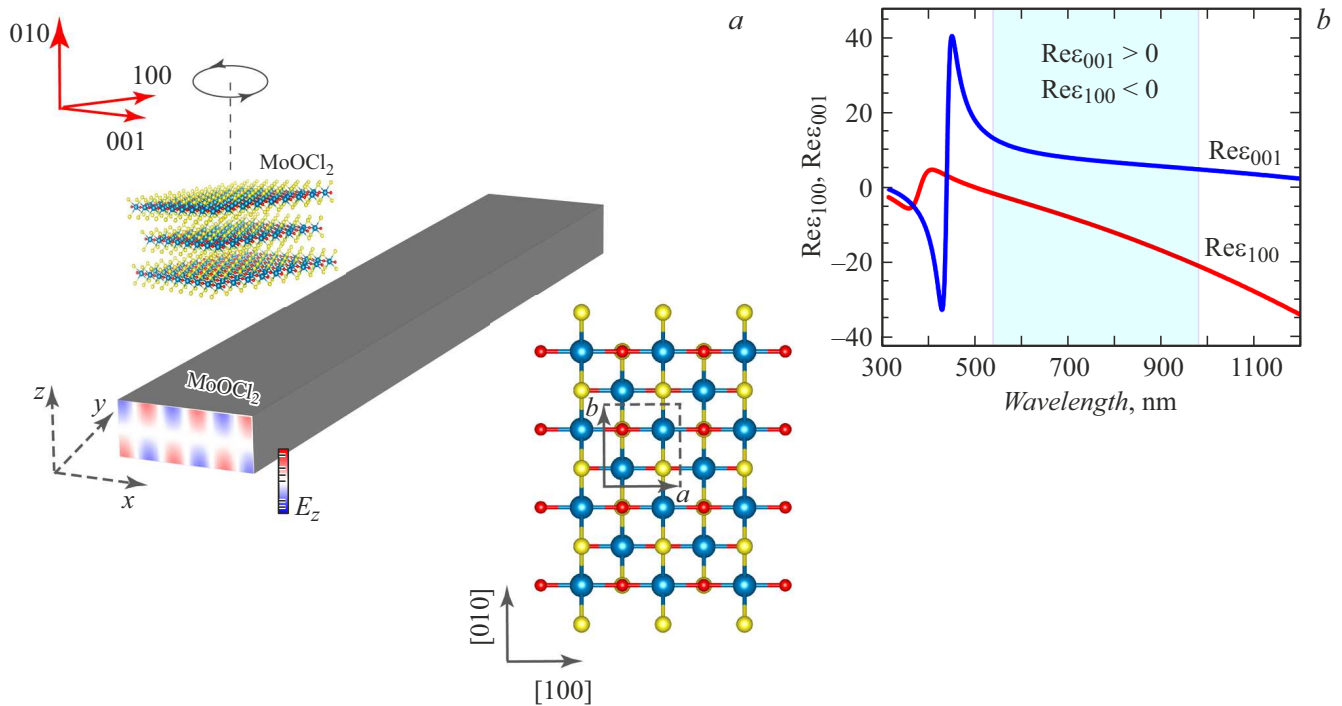 a
010
100
001
MoOCl₂
MoOCl₂
z
y
x
E_z
b
a
[010]
[100]
b
Reε₁₀₀, Reε₀₀₁
40
20
0
–20
–40
Reε₀₀₁ > 0
Reε₁₀₀ < 0
Reε₀₀₁
Reε₁₀₀
300 500 700 900 1100
Wavelength, nm